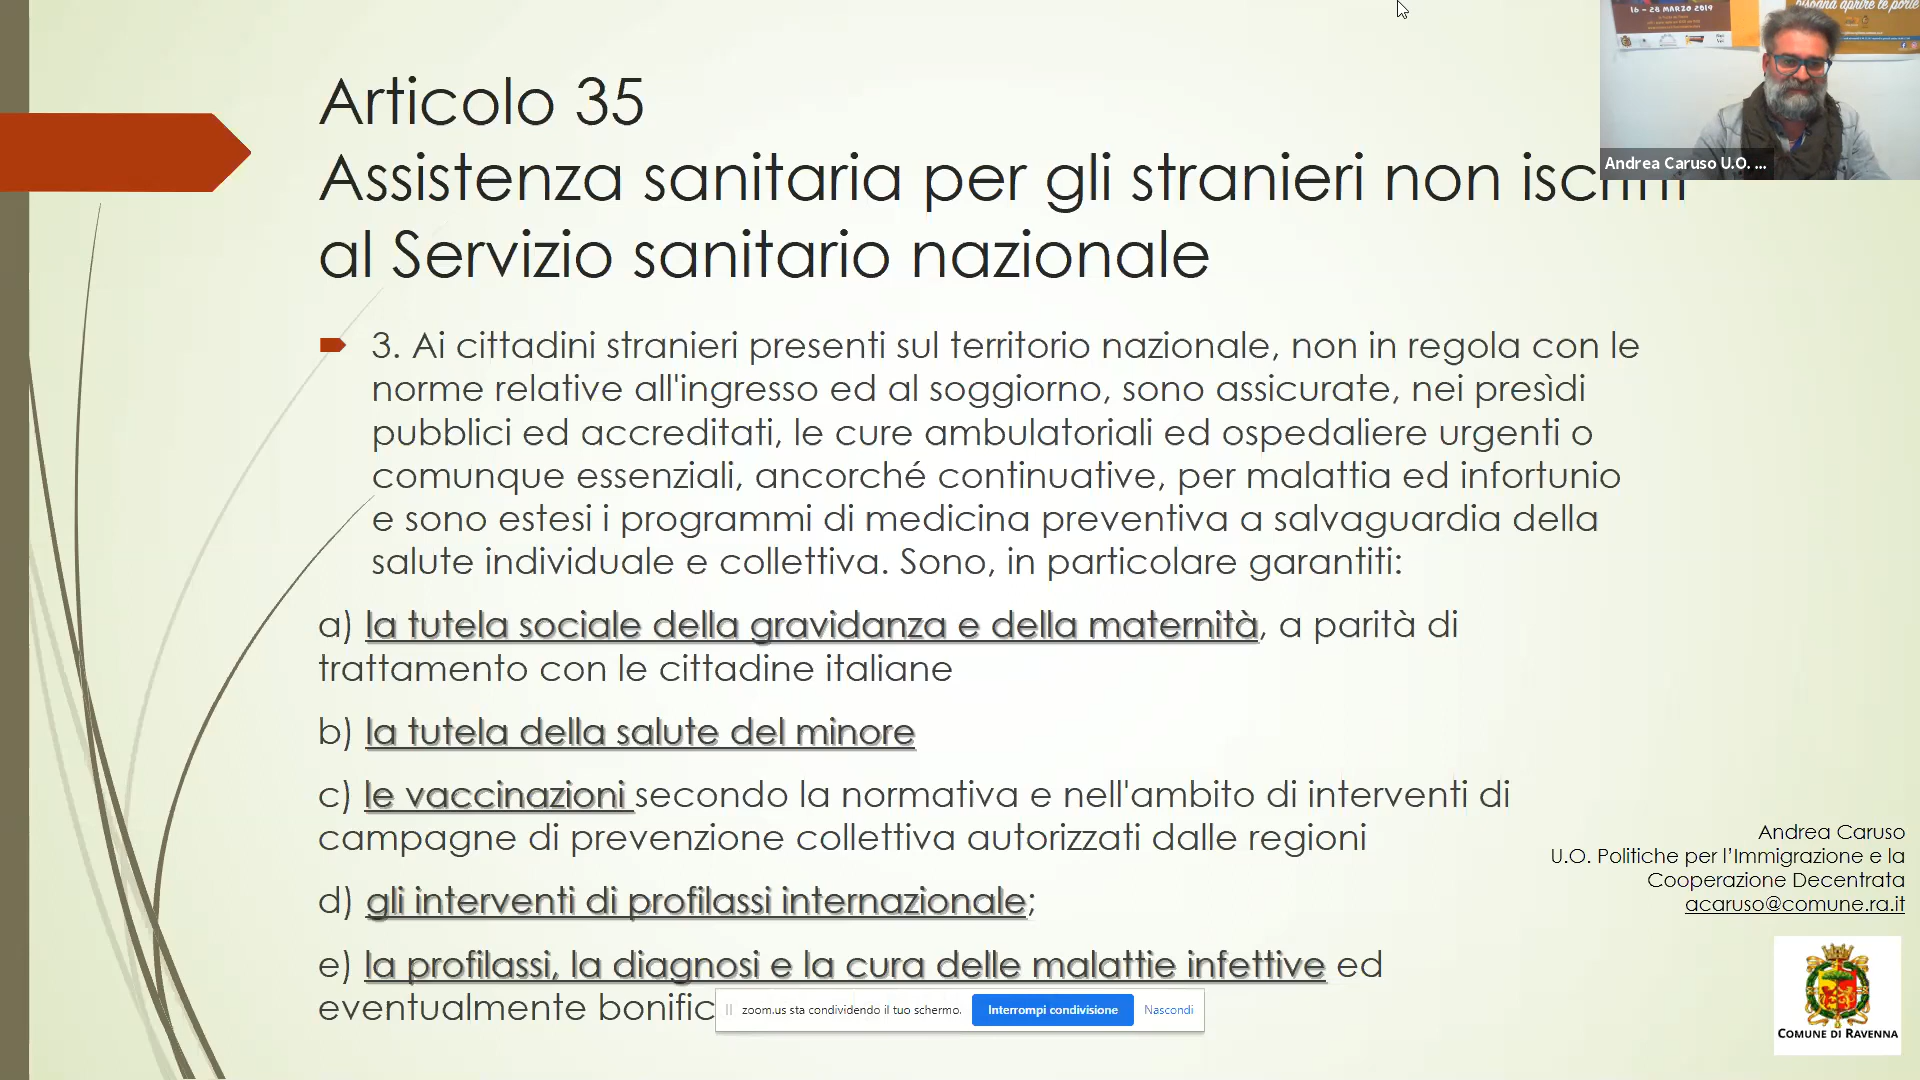 16 - 28 MARZO 2019
bisogna aprire le porte
Andrea Caruso U.O. ...
Articolo 35
Assistenza sanitaria per gli stranieri non iscritti
al Servizio sanitario nazionale
3. Ai cittadini stranieri presenti sul territorio nazionale, non in regola con le
norme relative all'ingresso ed al soggiorno, sono assicurate, nei presìdi
pubblici ed accreditati, le cure ambulatoriali ed ospedaliere urgenti o
comunque essenziali, ancorché continuative, per malattia ed infortunio
e sono estesi i programmi di medicina preventiva a salvaguardia della
salute individuale e collettiva. Sono, in particolare garantiti:
a) la tutela sociale della gravidanza e della maternità, a parità di
trattamento con le cittadine italiane
b) la tutela della salute del minore
c) le vaccinazioni secondo la normativa e nell'ambito di interventi di
campagne di prevenzione collettiva autorizzati dalle regioni
d) gli interventi di profilassi internazionale;
e) la profilassi, la diagnosi e la cura delle malattie infettive ed
eventualmente bonific
zoom.us sta condividendo il tuo schermo.
Interrompi condivisione
Nascondi
Andrea Caruso
U.O. Politiche per l’Immigrazione e la
Cooperazione Decentrata
acaruso@comune.ra.it
COMUNE DI RAVENNA